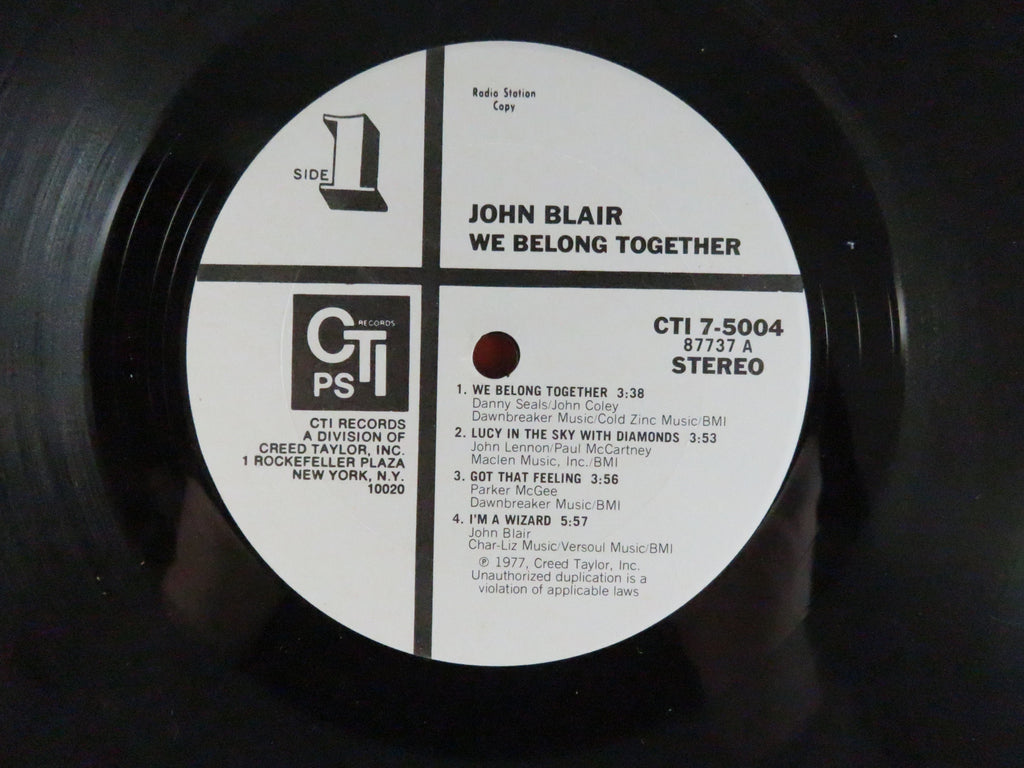 Radio Station
Copy
SIDE 1
JOHN BLAIR
WE BELONG TOGETHER
CTI RECORDS
PS
CTI RECORDS
A DIVISION OF
CREED TAYLOR, INC.
1 ROCKEFELLER PLAZA
NEW YORK, N.Y.
10020
CTI 7-5004
87737 A
STEREO
1. WE BELONG TOGETHER 3:38
Danny Seals/John Coley
Dawnbreaker Music/Cold Zinc Music/BMI
2. LUCY IN THE SKY WITH DIAMONDS 3:53
John Lennon/Paul McCartney
Maclen Music, Inc./BMI
3. GOT THAT FEELING 3:56
Parker McGee
Dawnbreaker Music/BMI
4. I'M A WIZARD 5:57
John Blair
Char-Liz Music/Versoul Music/BMI
℗ 1977, Creed Taylor, Inc.
Unauthorized duplication is a
violation of applicable laws